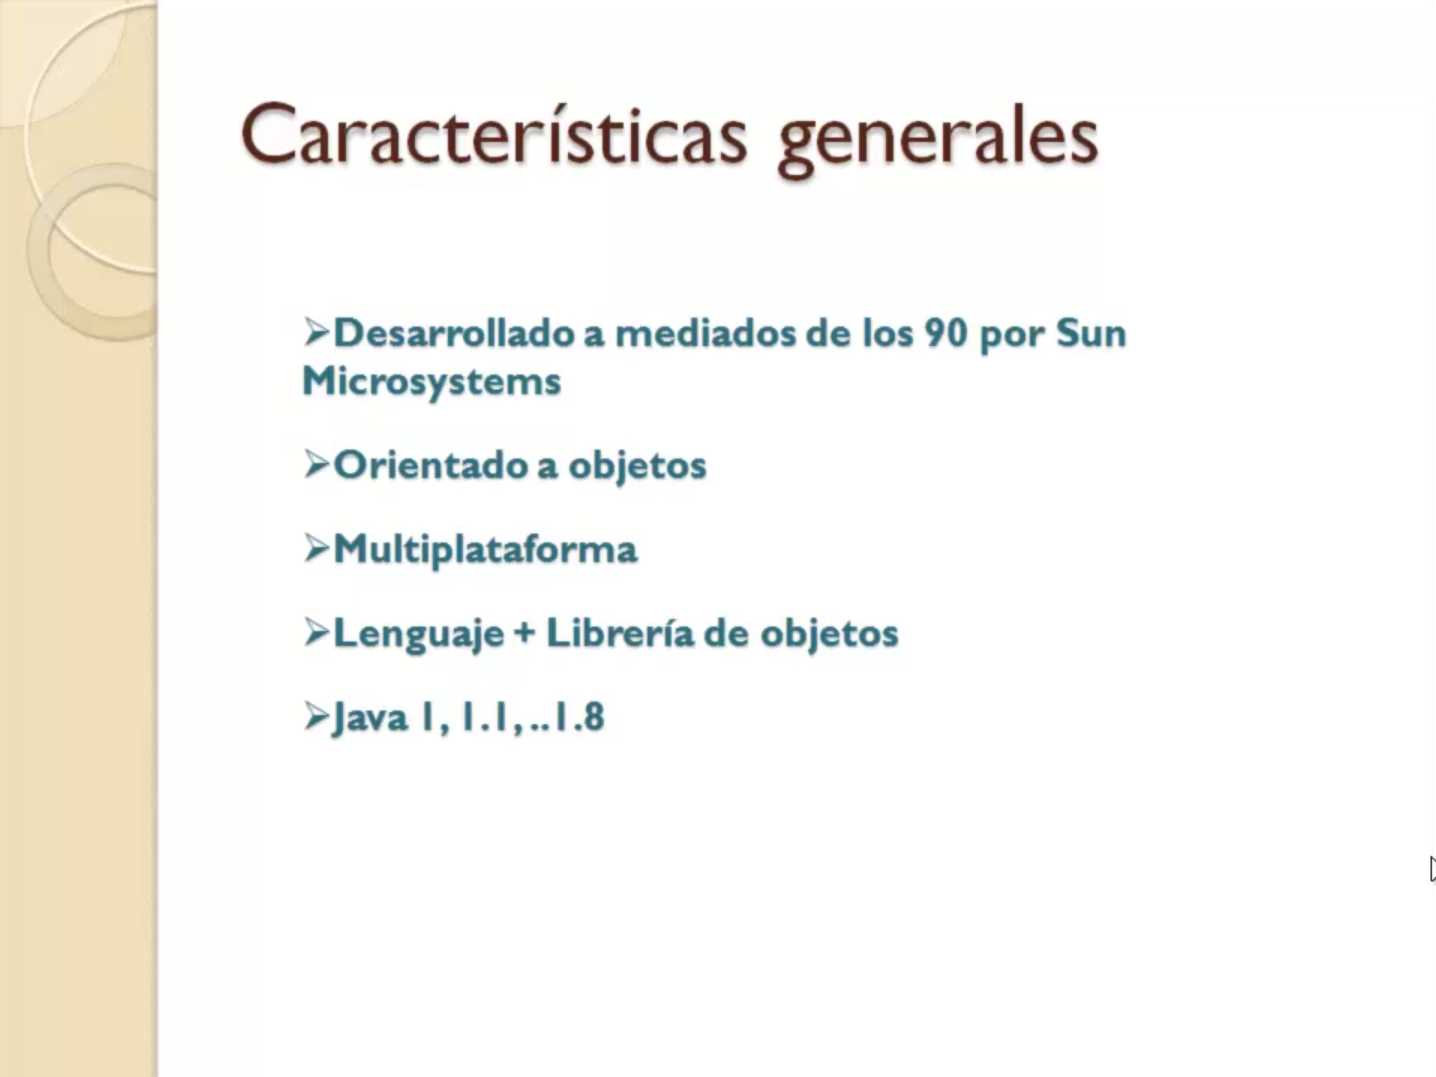 Características generales
➢Desarrollado a mediados de los 90 por Sun
Microsystems
➢Orientado a objetos
➢Multiplataforma
➢Lenguaje + Librería de objetos
➢Java 1, 1.1, ..1.8